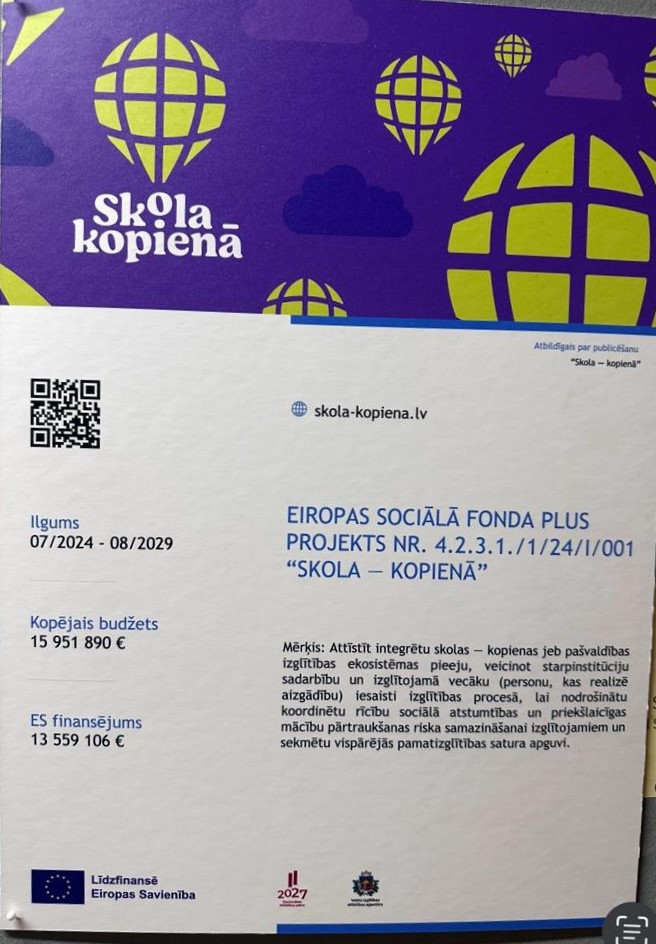 Skola
kopienā
Atbildīgais par publicēšanu
“Skola — kopienā”
skola-kopiena.lv
Ilgums
07/2024 - 08/2029
Kopējais budžets
15 951 890 €
ES finansējums
13 559 106 €
EIROPAS SOCIĀLĀ FONDA PLUS
PROJEKTS NR. 4.2.3.1./1/24/I/001
“SKOLA — KOPIENĀ”
Mērķis: Attīstīt integrētu skolas — kopienas jeb pašvaldības
izglītības ekosistēmas pieeju, veicinot starpinstitūciju
sadarbību un izglītojamā vecāku (personu, kas realizē
aizgādību) iesaisti izglītības procesā, lai nodrošinātu
koordinētu rīcību sociālā atstumtības un priekšlaicīgas
mācību pārtraukšanas riska samazināšanai izglītojamiem un
sekmētu vispārējās pamatizglītības satura apguvi.
Līdzfinansē
Eiropas Savienība
2027